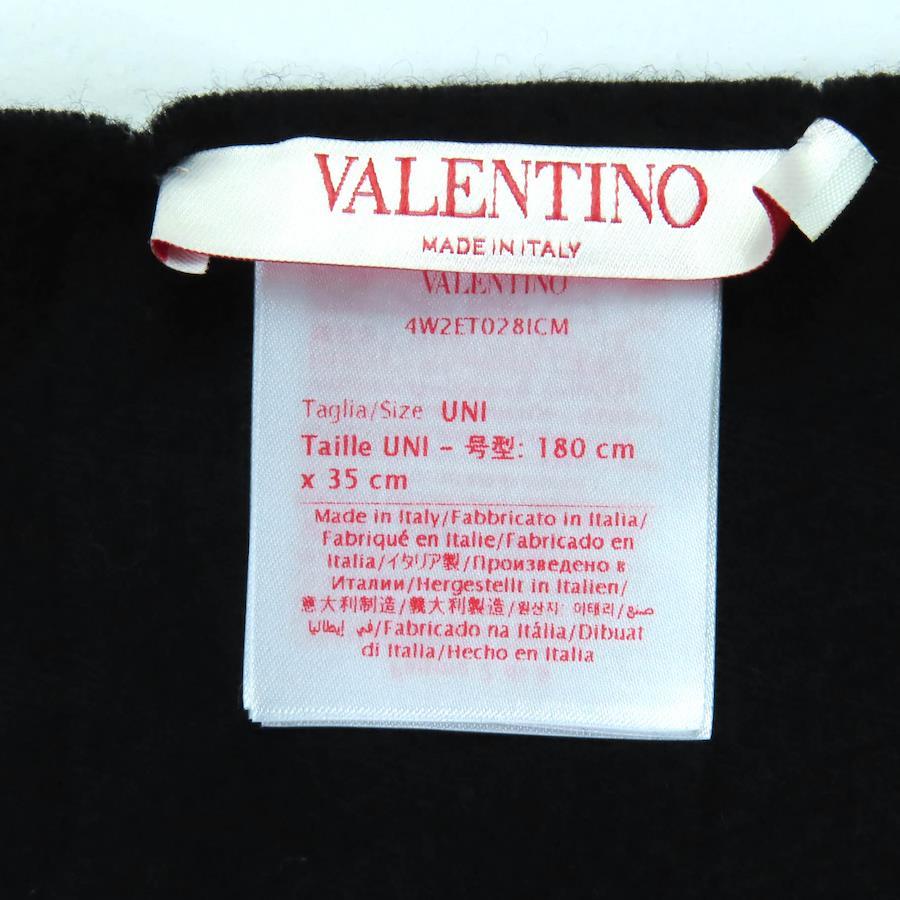 VALENTINO
MADE IN ITALY
VALENTINO
4W2ET028ICM
Taglia/Size UNI
Taille UNI - 号型: 180 cm
x 35 cm
Made in Italy/Fabbricato in Italia/
Fabriqué en Italie/Fabricado en
Italia/イタリア製/Произведено в
Италии/Hergestellt in Italien/
意大利制造/義大利製造/원산지: 이태리/صنع
في إيطاليا/Fabricado na Itália/Dibuat
di Italia/Hecho en Italia